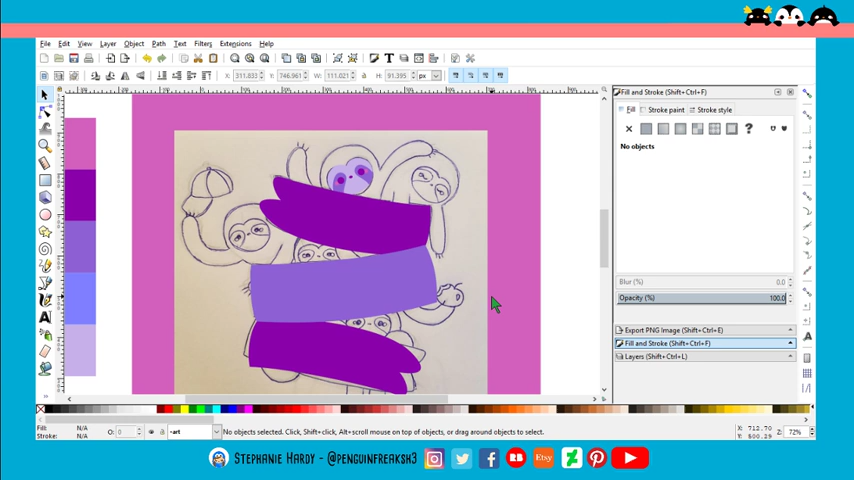 File Edit View Layer Object Path Text Filters Extensions Help
X: 311.833 Y: 746.961 W: 111.021 H: 91.395 px
Fill and Stroke (Shift+Ctrl+F)
Fill Stroke paint Stroke style
No objects
Blur (%) 0.0
Opacity (%) 100.0
Export PNG Image (Shift+Ctrl+E)
Fill and Stroke (Shift+Ctrl+F)
Layers (Shift+Ctrl+L)
Fill: N/A
Stroke: N/A
O: 0
-art
No objects selected. Click, Shift+click, Alt+scroll mouse on top of objects, or drag around objects to select.
X: 712.70
Y: 500.29
Z: 72%
Stephanie Hardy - @penguinfreaksh3
Etsy